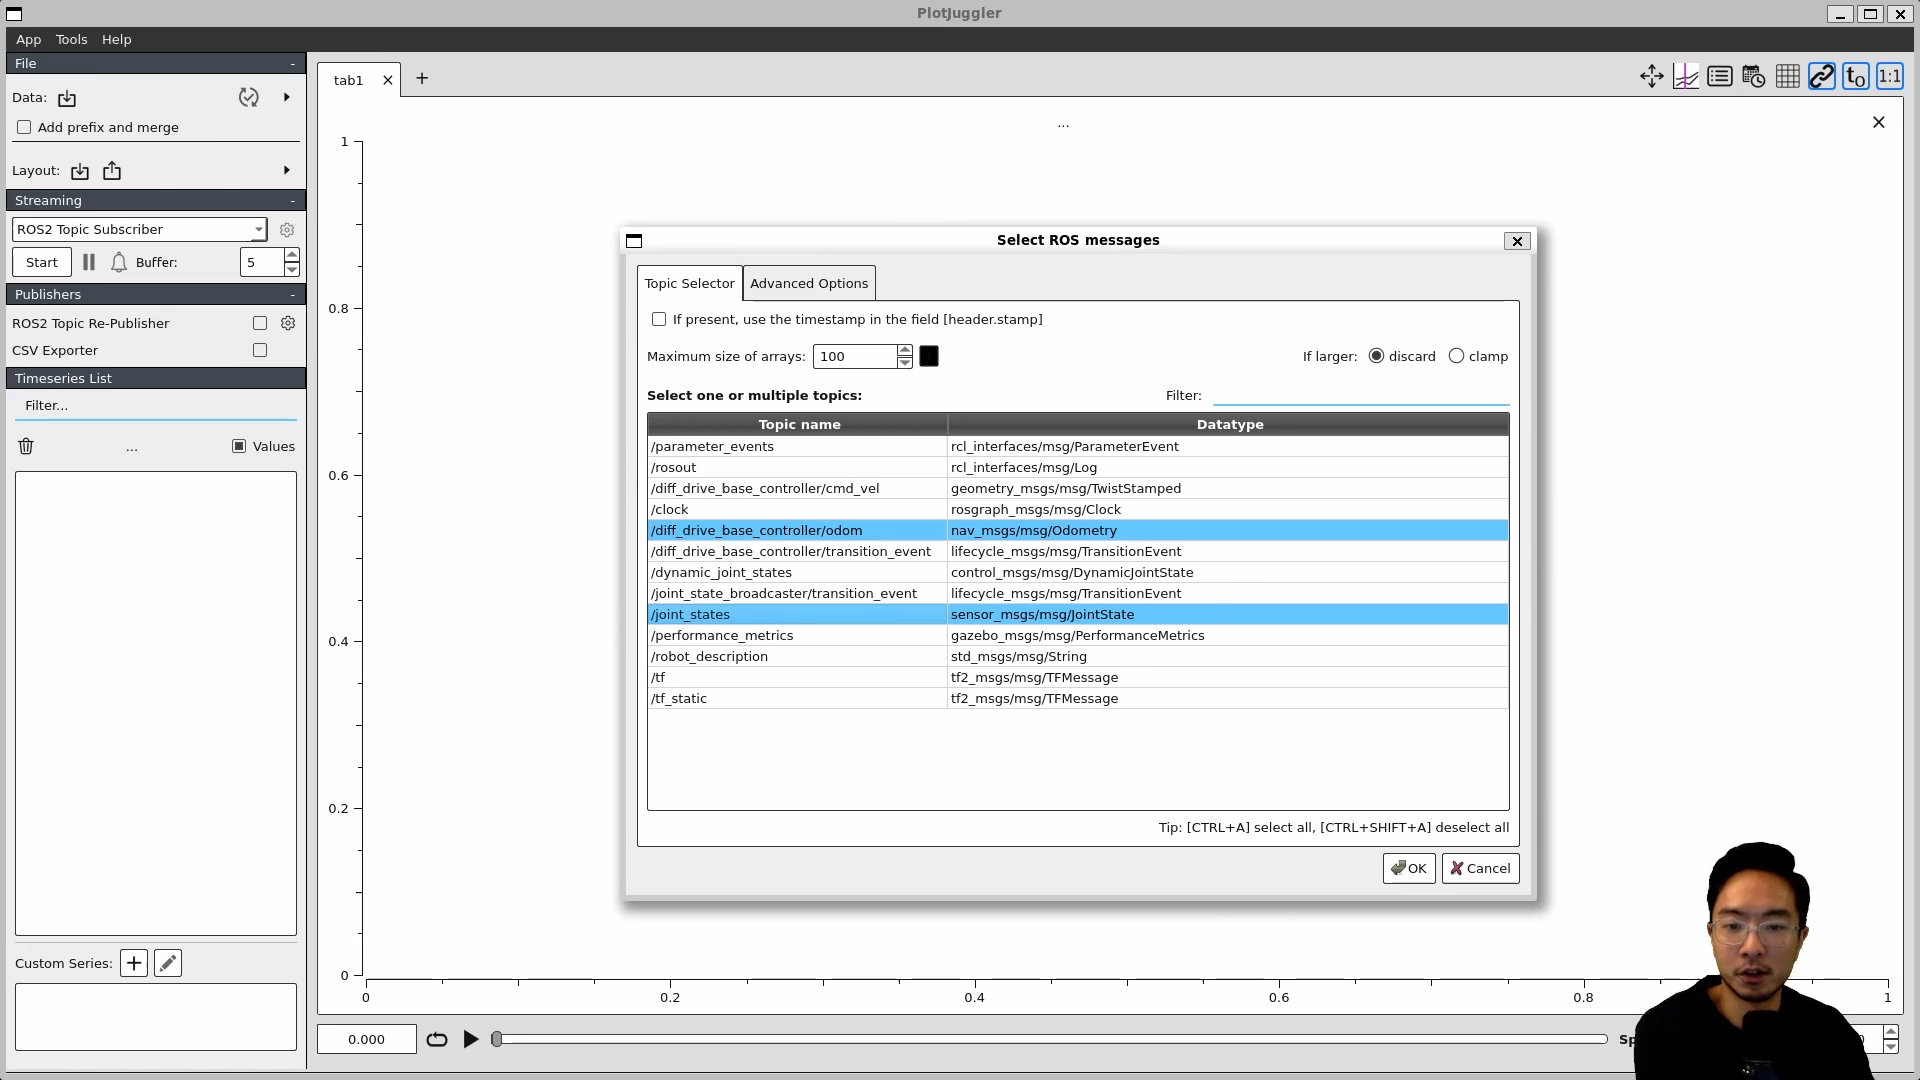 PlotJuggler
App Tools Help
File -
Data:
Add prefix and merge
Layout:
Streaming -
ROS2 Topic Subscriber
Start Buffer: 5
Publishers -
ROS2 Topic Re-Publisher
CSV Exporter
Timeseries List
Filter...
... Values
Custom Series:
tab1
t0 1:1
...
1
0.8
0.6
0.4
0.2
0
0 0.2 0.4 0.6 0.8 1
0.000
Select ROS messages
Topic Selector Advanced Options
If present, use the timestamp in the field [header.stamp]
Maximum size of arrays: 100 If larger: discard clamp
Select one or multiple topics: Filter:
Topic name Datatype
/parameter_events rcl_interfaces/msg/ParameterEvent
/rosout rcl_interfaces/msg/Log
/diff_drive_base_controller/cmd_vel geometry_msgs/msg/TwistStamped
/clock rosgraph_msgs/msg/Clock
/diff_drive_base_controller/odom nav_msgs/msg/Odometry
/diff_drive_base_controller/transition_event lifecycle_msgs/msg/TransitionEvent
/dynamic_joint_states control_msgs/msg/DynamicJointState
/joint_state_broadcaster/transition_event lifecycle_msgs/msg/TransitionEvent
/joint_states sensor_msgs/msg/JointState
/performance_metrics gazebo_msgs/msg/PerformanceMetrics
/robot_description std_msgs/msg/String
/tf tf2_msgs/msg/TFMessage
/tf_static tf2_msgs/msg/TFMessage
Tip: [CTRL+A] select all, [CTRL+SHIFT+A] deselect all
OK Cancel